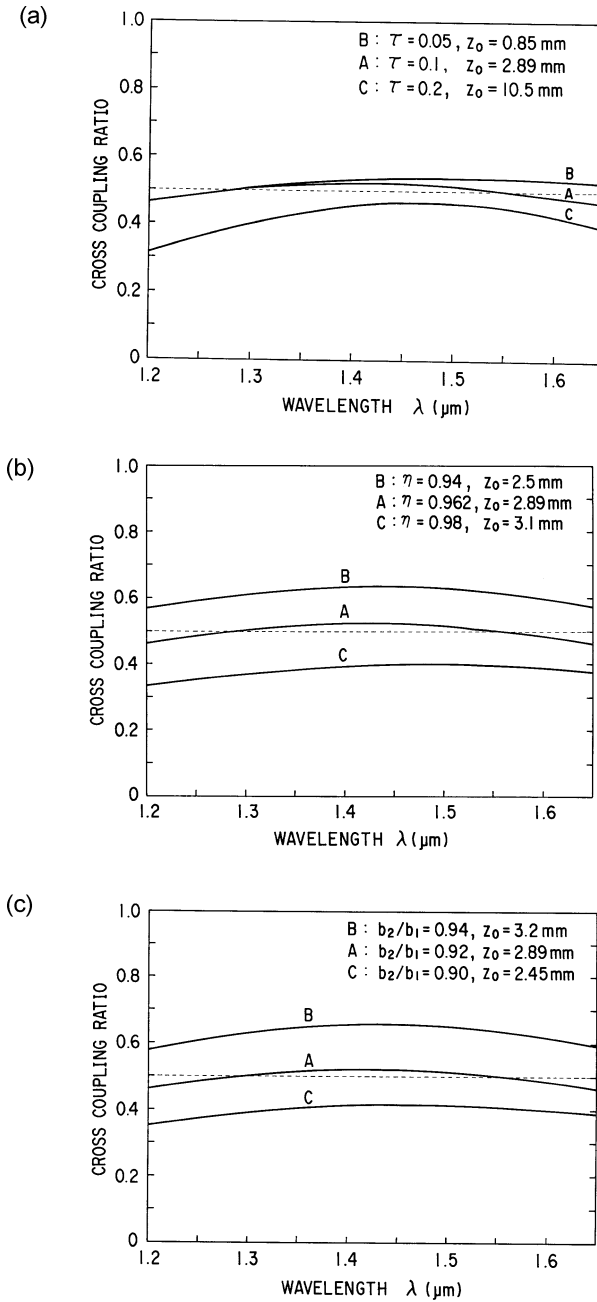 (a)
B : τ = 0.05 , Z₀ = 0.85 mm
A : τ = 0.1 , Z₀ = 2.89 mm
C : τ = 0.2 , Z₀ = 10.5 mm
1.0
0.8
0.6
0.5
0.4
0.2
0
CROSS COUPLING RATIO
B
A
C
1.2
1.3
1.4
1.5
1.6
WAVELENGTH λ (μm)
(b)
B : η = 0.94 , Z₀ = 2.5 mm
A : η = 0.962 , Z₀ = 2.89 mm
C : η = 0.98 , Z₀ = 3.1 mm
1.0
0.8
0.6
0.4
0.2
0
CROSS COUPLING RATIO
B
A
C
1.2
1.3
1.4
1.5
1.6
WAVELENGTH λ (μm)
(c)
B : b₂/b₁ = 0.94 , Z₀ = 3.2 mm
A : b₂/b₁ = 0.92 , Z₀ = 2.89 mm
C : b₂/b₁ = 0.90 , Z₀ = 2.45 mm
1.0
0.8
0.6
0.4
0.2
0
CROSS COUPLING RATIO
B
A
C
1.2
1.3
1.4
1.5
1.6
WAVELENGTH λ (μm)